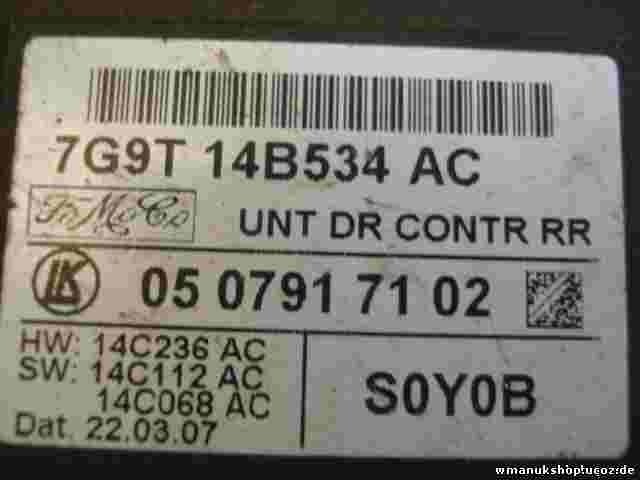 7G9T 14B534 AC
FoMoCo
UNT DR CONTR RR
LK
05 0791 71 02
HW: 14C236 AC
SW: 14C112 AC
14C068 AC
Dat. 22.03.07
S0Y0B
wmanukshop.ucoz.de